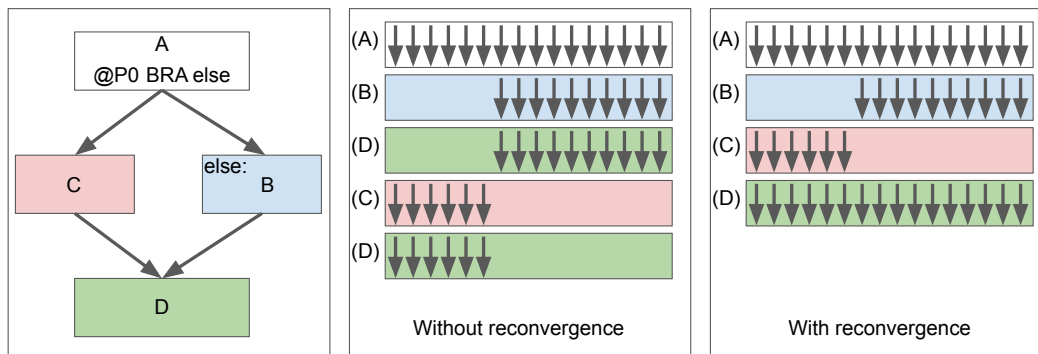 A
@P0 BRA else
C
else:
B
D
(A)
(B)
(D)
(C)
(D)
Without reconvergence
(A)
(B)
(C)
(D)
With reconvergence